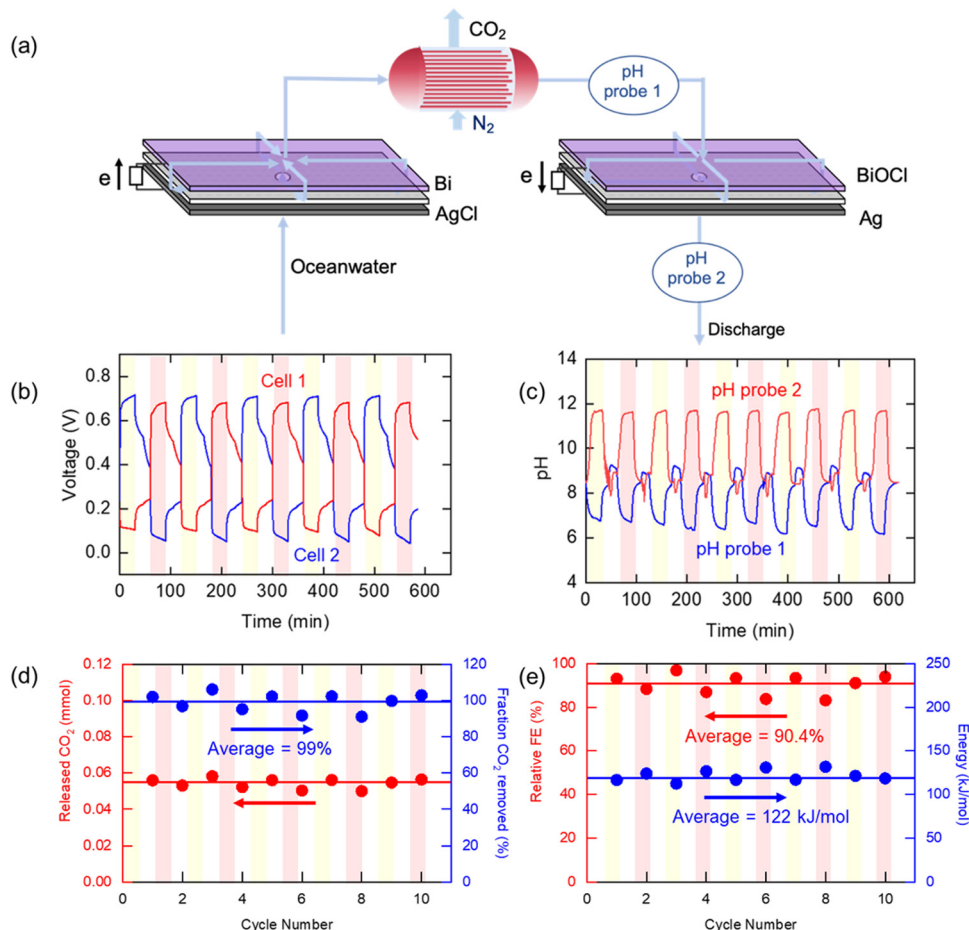 (a)
CO2
pH
probe 1
N2
e
Bi
AgCl
e
BiOCl
Ag
Oceanwater
pH
probe 2
Discharge
(b)
0.8
0.6
0.4
0.2
0.0
Voltage (V)
Cell 1
Cell 2
0 100 200 300 400 500 600
Time (min)
(c)
14
12
10
8
6
4
pH
pH probe 2
pH probe 1
0 100 200 300 400 500 600
Time (min)
(d)
0.12
0.10
0.08
0.06
0.04
0.02
0.00
Released CO2 (mmol)
Average = 99%
120
100
80
60
40
20
0
Fraction CO2 removed
(%)
0 2 4 6 8 10
Cycle Number
(e)
100
80
60
40
20
0
Relative FE (%)
Average = 90.4%
Average = 122 kJ/mol
250
200
150
100
50
0
Energy (kJ/mol)
0 2 4 6 8 10
Cycle Number